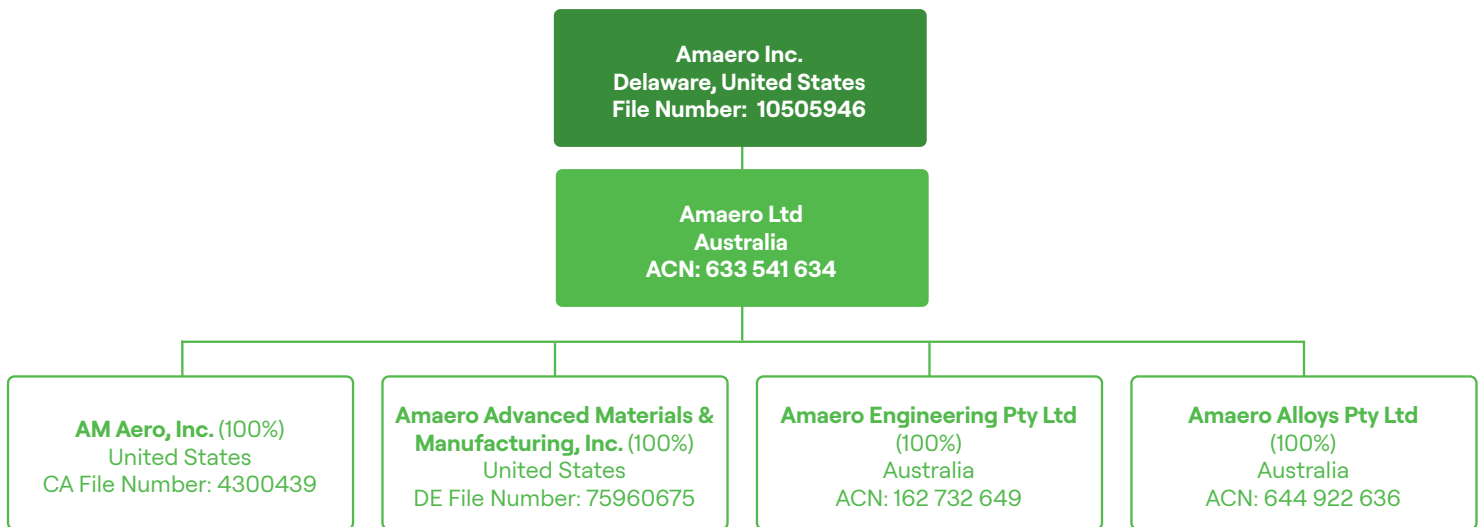 Amaero Inc.
Delaware, United States
File Number: 10505946
Amaero Ltd
Australia
ACN: 633 541 634
AM Aero, Inc. (100%)
United States
CA File Number: 4300439
Amaero Advanced Materials &
Manufacturing, Inc. (100%)
United States
DE File Number: 75960675
Amaero Engineering Pty Ltd
(100%)
Australia
ACN: 162 732 649
Amaero Alloys Pty Ltd
(100%)
Australia
ACN: 644 922 636